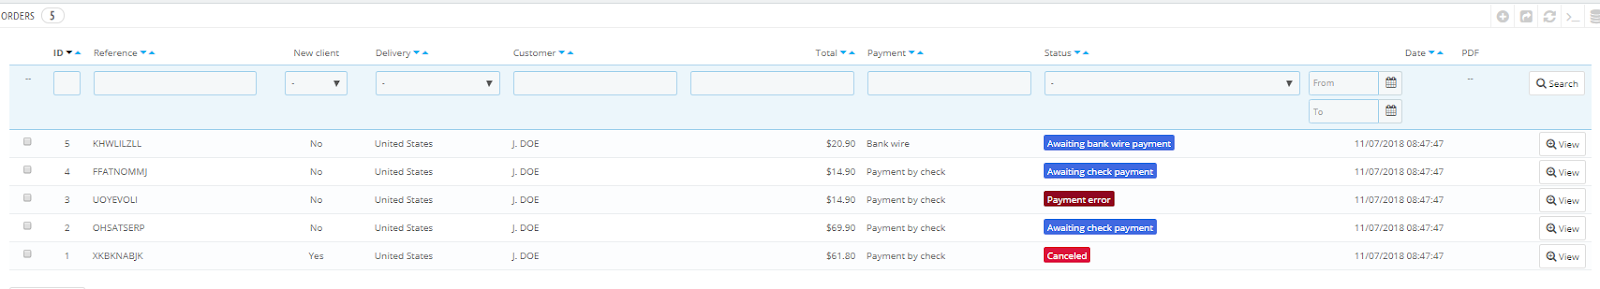 ORDERS 5
ID Reference New client Delivery Customer Total Payment Status Date PDF
-- - - - From -- Search
To
5 KHWLILZLL No United States J. DOE $20.90 Bank wire Awaiting bank wire payment 11/07/2018 08:47:47 View
4 FFATNOMMJ No United States J. DOE $14.90 Payment by check Awaiting check payment 11/07/2018 08:47:47 View
3 UOYEVOLI No United States J. DOE $14.90 Payment by check Payment error 11/07/2018 08:47:47 View
2 OHSATSERP No United States J. DOE $69.90 Payment by check Awaiting check payment 11/07/2018 08:47:47 View
1 XKBKNABJK Yes United States J. DOE $61.80 Payment by check Canceled 11/07/2018 08:47:47 View